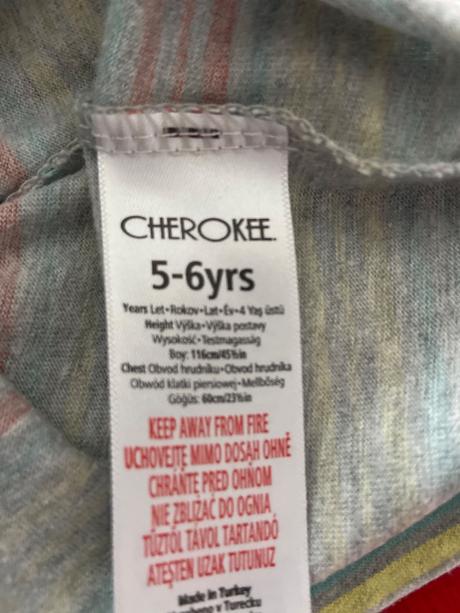 CHEROKEE.
5-6yrs
Years Let•Rokov•Lat•Év•4 Yaş üstü
Height Výška•Výška postavy
Wysokość•Testmagasság
Boy: 116cm/45½in
Chest Obvod hrudníku•Obvod hrudníka
Obwód klatki piersiowej•Mellbőség
Göğüs: 60cm/23½in
KEEP AWAY FROM FIRE
UCHOVEJTE MIMO DOSAH OHNĚ
CHRÁŇTE PRED OHŇOM
NIE ZBLIŻAĆ DO OGNIA
TŰZTŐL TÁVOL TARTANDÓ
ATEŞTEN UZAK TUTUNUZ
Made in Turkey
Vyrobeno v Turecku